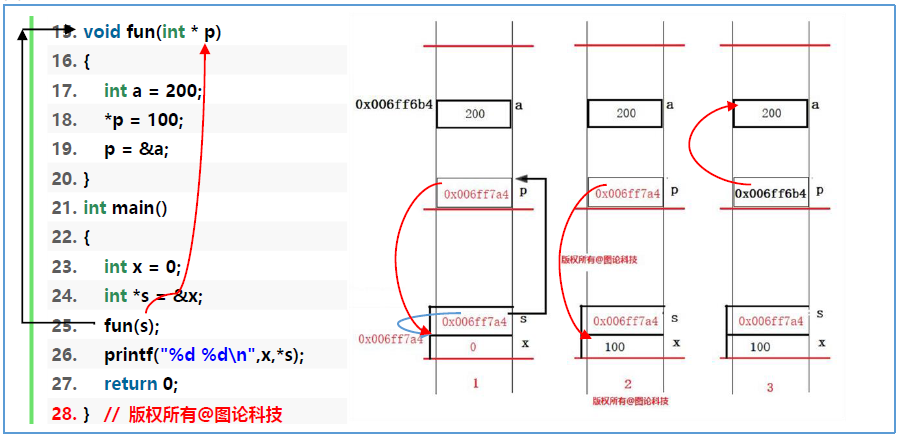 15. void fun(int * p)
16. {
17. int a = 200;
18. *p = 100;
19. p = &a;
20. }
21. int main()
22. {
23. int x = 0;
24. int *s = &x;
25. fun(s);
26. printf("%d %d\n",x,*s);
27. return 0;
28. } // 版权所有@图论科技
0x006ff6b4 200 a
0x006ff7a4 p
0x006ff7a4 s
0x006ff7a4 0 x
1
200 a
0x006ff7a4 p
版权所有@图论科技
0x006ff7a4 s
100 x
2
版权所有@图论科技
200 a
0x006ff6b4 p
0x006ff7a4 s
100 x
3